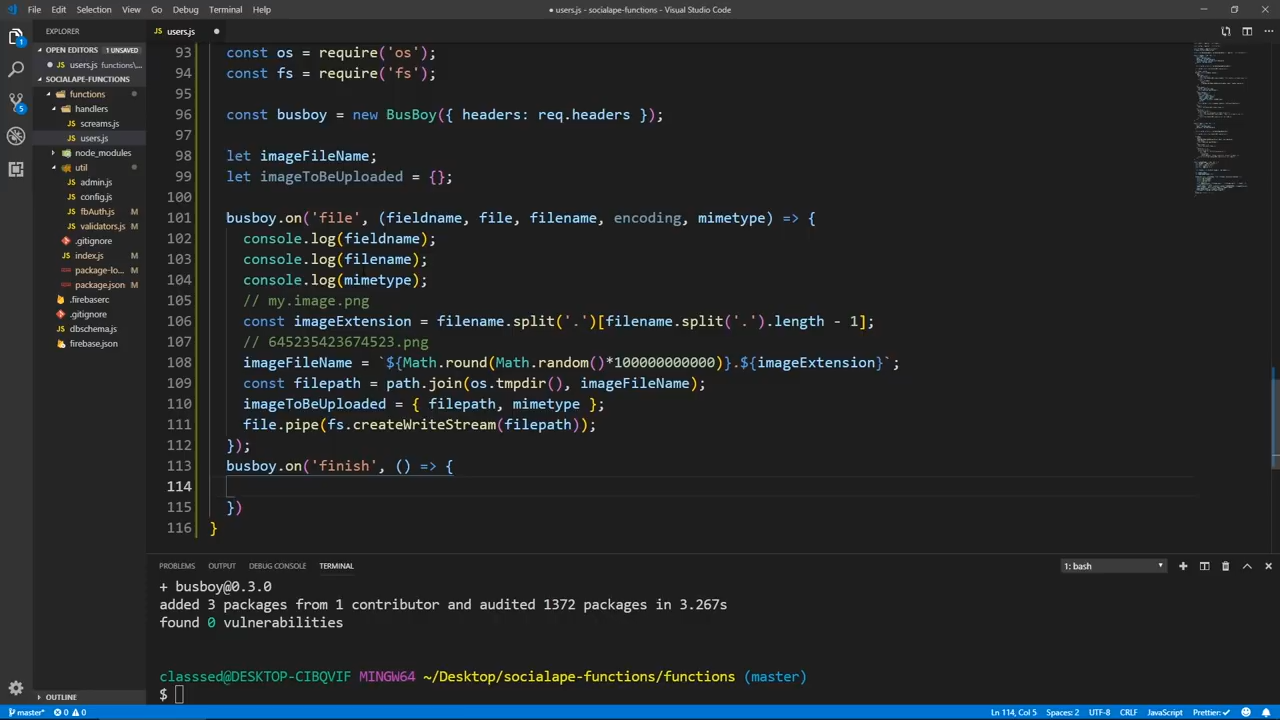 File Edit Selection View Go Debug Terminal Help
● users.js - socialape-functions - Visual Studio Code
EXPLORER
OPEN EDITORS 1 UNSAVED
● users.js functions\...
SOCIALAPE-FUNCTIONS
functions
handlers
screams.js
users.js
node_modules
util
admin.js
config.js
fbAuth.js M
validators.js M
.gitignore
index.js M
package-lo... M
package.json M
.firebaserc
.gitignore
dbschema.js
firebase.json
OUTLINE
1
5
users.js ●
93 const os = require('os');
94 const fs = require('fs');
95
96 const busboy = new BusBoy({ headers: req.headers });
97
98 let imageFileName;
99 let imageToBeUploaded = {};
100
101 busboy.on('file', (fieldname, file, filename, encoding, mimetype) => {
102 console.log(fieldname);
103 console.log(filename);
104 console.log(mimetype);
105 // my.image.png
106 const imageExtension = filename.split('.')[filename.split('.').length - 1];
107 // 645235423674523.png
108 imageFileName = `${Math.round(Math.random()*100000000000)}.${imageExtension}`;
109 const filepath = path.join(os.tmpdir(), imageFileName);
110 imageToBeUploaded = { filepath, mimetype };
111 file.pipe(fs.createWriteStream(filepath));
112 });
113 busboy.on('finish', () => {
114
115 })
116 }
PROBLEMS OUTPUT DEBUG CONSOLE TERMINAL
1: bash
+ busboy@0.3.0
added 3 packages from 1 contributor and audited 1372 packages in 3.267s
found 0 vulnerabilities
classsed@DESKTOP-CIBQVIF MINGW64 ~/Desktop/socialape-functions/functions (master)
$
master* 0 0
Ln 114, Col 5 Spaces: 2 UTF-8 CRLF JavaScript Prettier: ✓